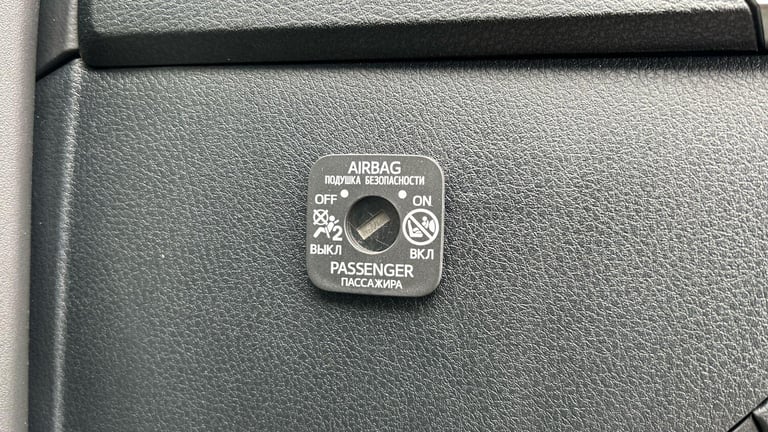 AIRBAG
ПОДУШКА БЕЗОПАСНОСТИ
OFF ON
2
ВЫКЛ ВКЛ
PASSENGER
ПАССАЖИРА